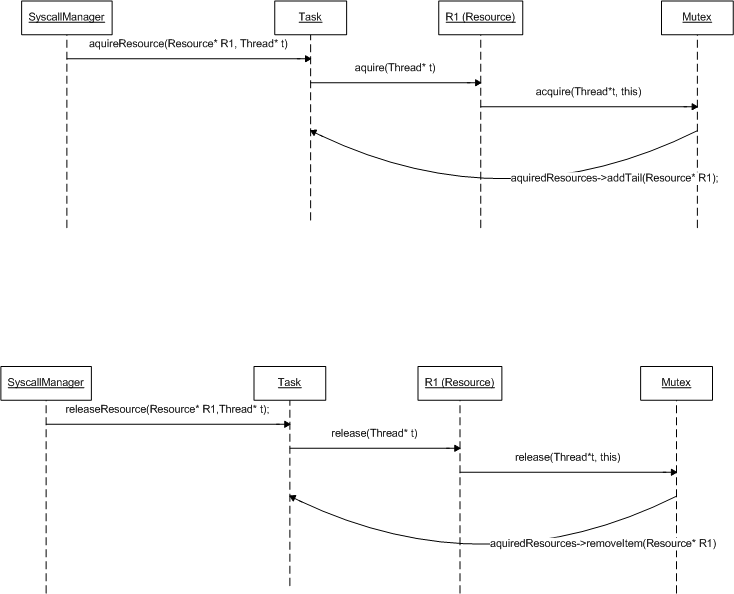 SyscallManager
Task
R1 (Resource)
Mutex
aquireResource(Resource* R1, Thread* t)
aquire(Thread* t)
acquire(Thread*t, this)
aquiredResources->addTail(Resource* R1);
SyscallManager
Task
R1 (Resource)
Mutex
releaseResource(Resource* R1,Thread* t);
release(Thread* t)
release(Thread*t, this)
aquiredResources->removeItem(Resource* R1)